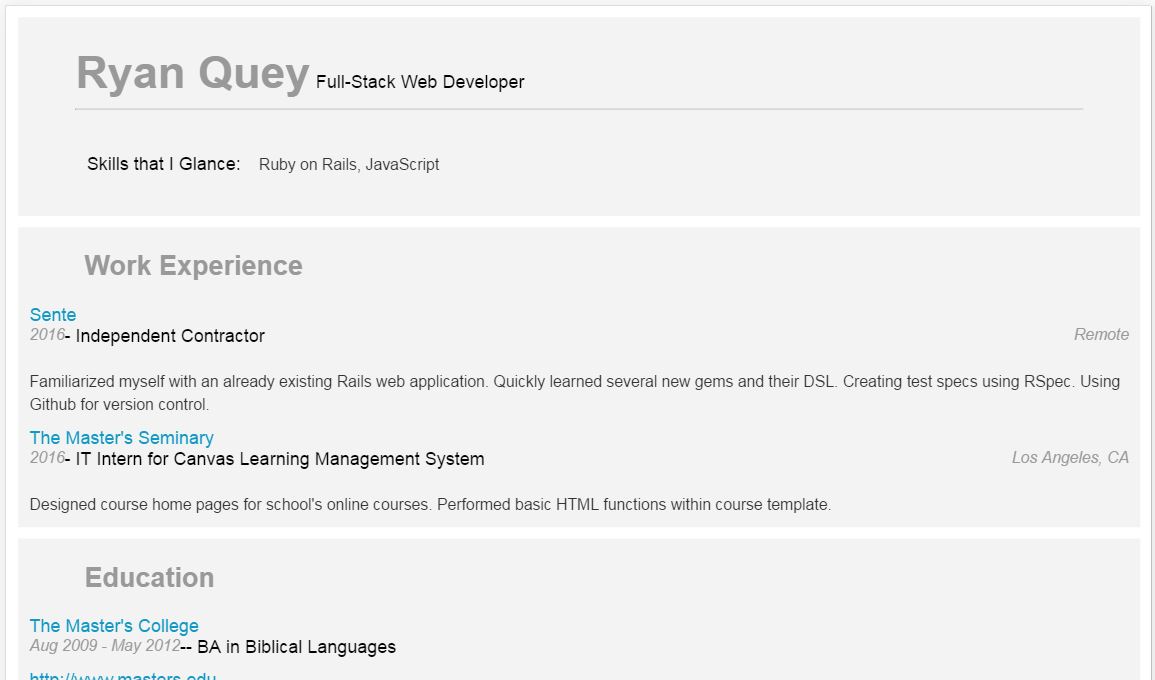 Ryan Quey Full-Stack Web Developer
Skills that I Glance: Ruby on Rails, JavaScript
Work Experience
Sente
2016- Independent Contractor Remote
Familiarized myself with an already existing Rails web application. Quickly learned several new gems and their DSL. Creating test specs using RSpec. Using
Github for version control.
The Master's Seminary
2016- IT Intern for Canvas Learning Management System Los Angeles, CA
Designed course home pages for school's online courses. Performed basic HTML functions within course template.
Education
The Master's College
Aug 2009 - May 2012-- BA in Biblical Languages
http://www.masters.edu